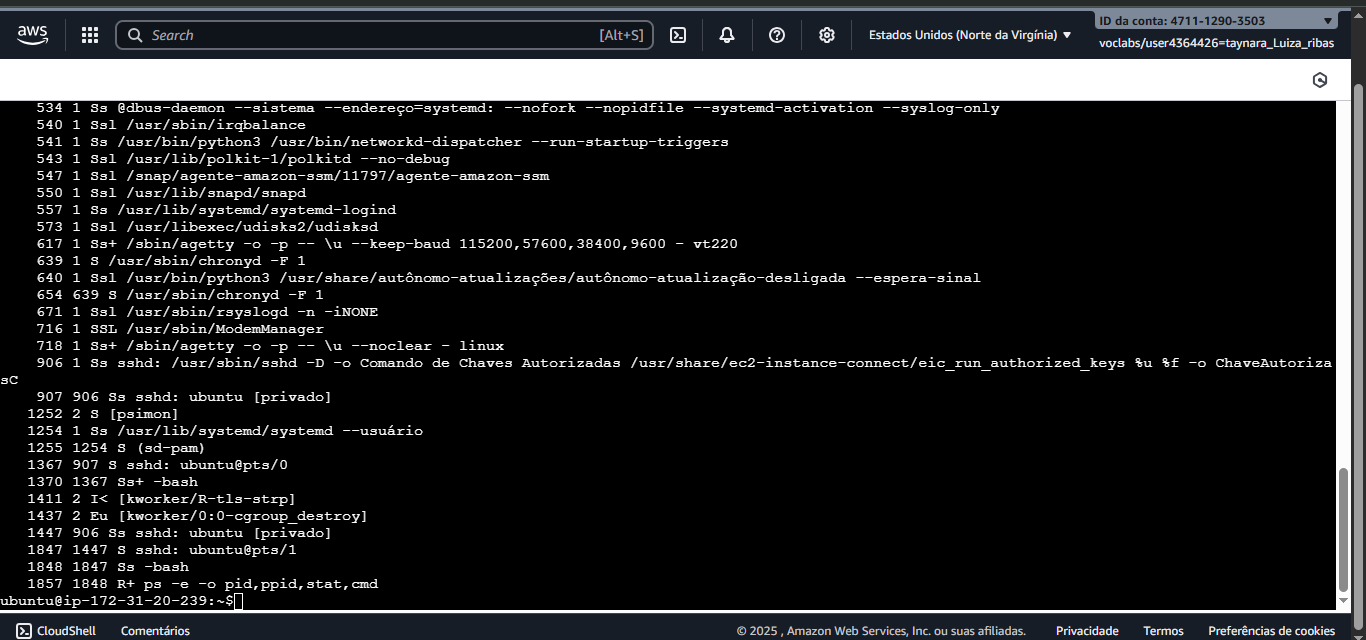 aws
Search
[Alt+S]
Estados Unidos (Norte da Virgínia)
ID da conta: 4711-1290-3503
voclabs/user4364426=taynara_Luiza_ribas
534 1 Ss @dbus-daemon --sistema --endereço=systemd: --nofork --nopidfile --systemd-activation --syslog-only
540 1 Ssl /usr/sbin/irqbalance
541 1 Ss /usr/bin/python3 /usr/bin/networkd-dispatcher --run-startup-triggers
543 1 Ssl /usr/lib/polkit-1/polkitd --no-debug
547 1 Ssl /snap/agente-amazon-ssm/11797/agente-amazon-ssm
550 1 Ssl /usr/lib/snapd/snapd
557 1 Ss /usr/lib/systemd/systemd-logind
573 1 Ssl /usr/libexec/udisks2/udisksd
617 1 Ss+ /sbin/agetty -o -p -- \u --keep-baud 115200,57600,38400,9600 - vt220
639 1 S /usr/sbin/chronyd -F 1
640 1 Ssl /usr/bin/python3 /usr/share/autônomo-atualizações/autônomo-atualização-desligada --espera-sinal
654 639 S /usr/sbin/chronyd -F 1
671 1 Ssl /usr/sbin/rsyslogd -n -iNONE
716 1 SSL /usr/sbin/ModemManager
718 1 Ss+ /sbin/agetty -o -p -- \u --noclear - linux
906 1 Ss sshd: /usr/sbin/sshd -D -o Comando de Chaves Autorizadas /usr/share/ec2-instance-connect/eic_run_authorized_keys %u %f -o ChaveAutoriza
sC
907 906 Ss sshd: ubuntu [privado]
1252 2 S [psimon]
1254 1 Ss /usr/lib/systemd/systemd --usuário
1255 1254 S (sd-pam)
1367 907 S sshd: ubuntu@pts/0
1370 1367 Ss+ -bash
1411 2 I< [kworker/R-tls-strp]
1437 2 Eu [kworker/0:0-cgroup_destroy]
1447 906 Ss sshd: ubuntu [privado]
1847 1447 S sshd: ubuntu@pts/1
1848 1847 Ss -bash
1857 1848 R+ ps -e -o pid,ppid,stat,cmd
ubuntu@ip-172-31-20-239:~$
CloudShell
Comentários
© 2025 , Amazon Web Services, Inc. ou suas afiliadas.
Privacidade
Termos
Preferências de cookies